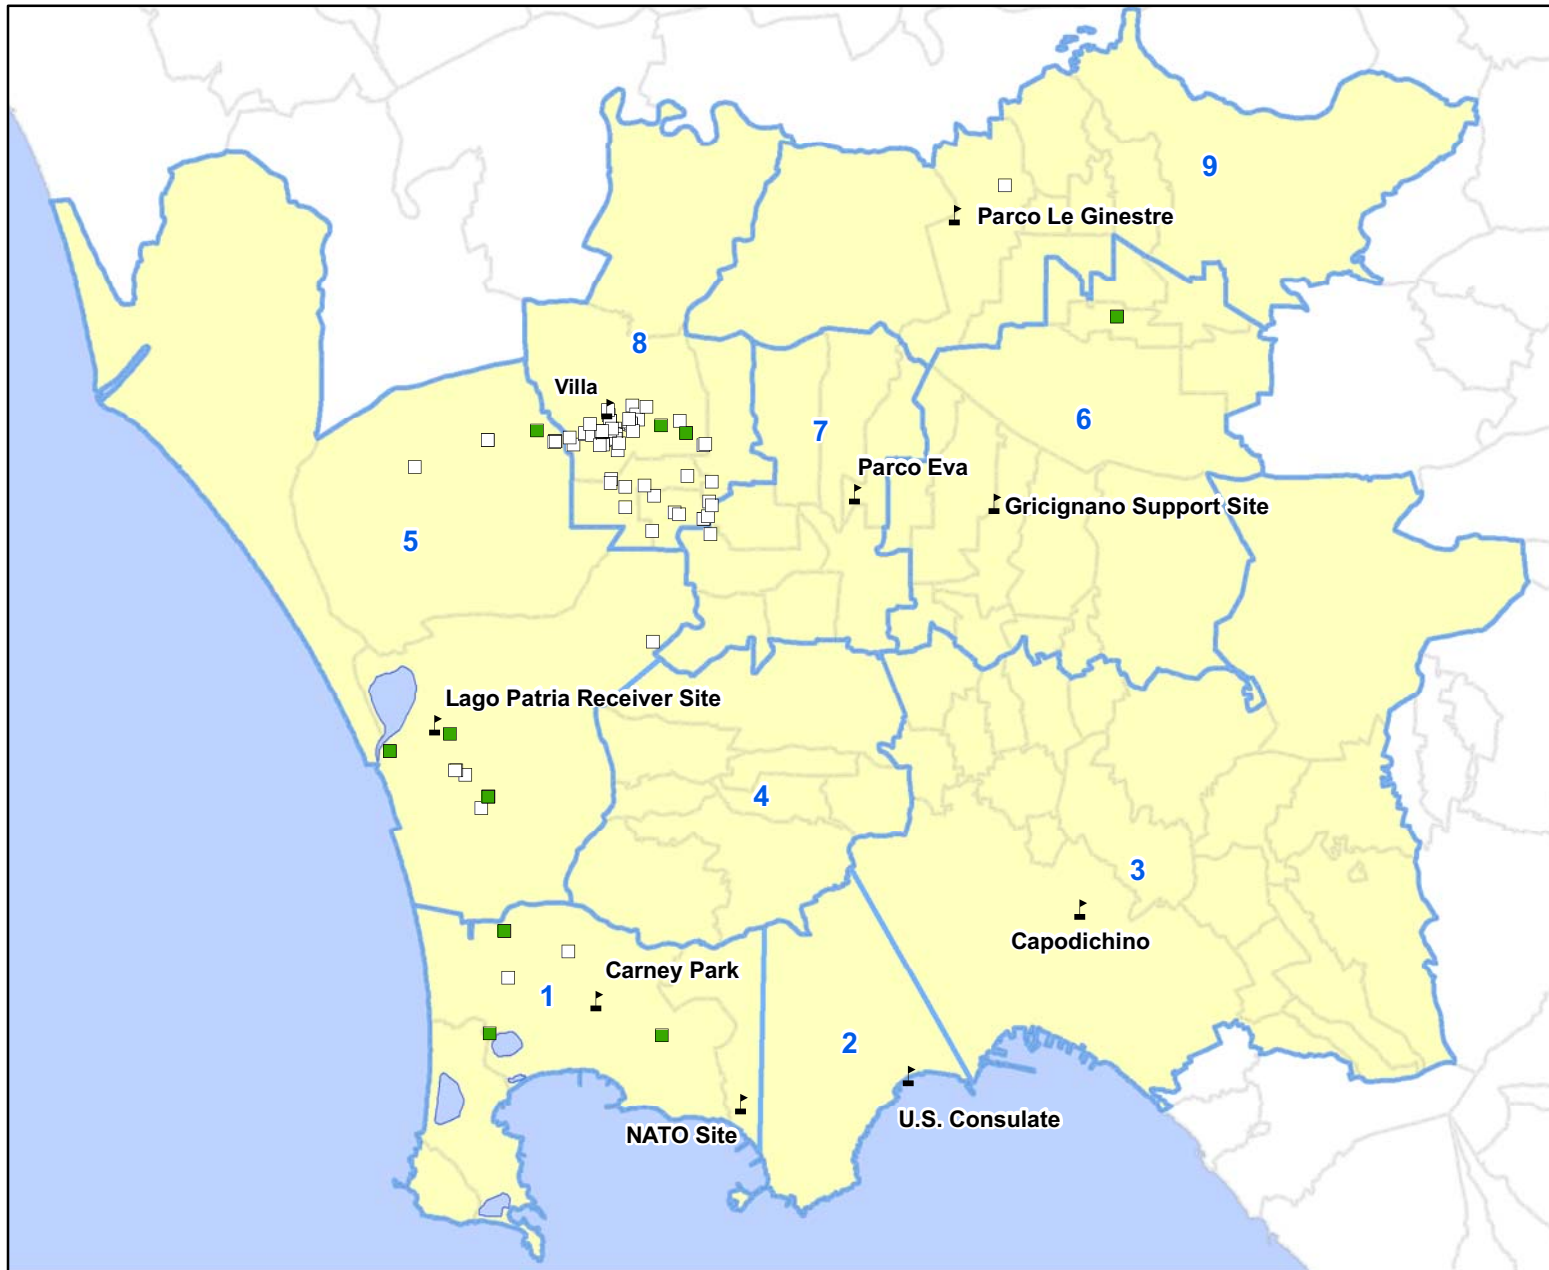 9
Parco Le Ginestre
8
Villa
6
7
Parco Eva
Gricignano Support Site
5
Lago Patria Receiver Site
4
3
Capodichino
Carney Park
1
2
U.S. Consulate
NATO Site